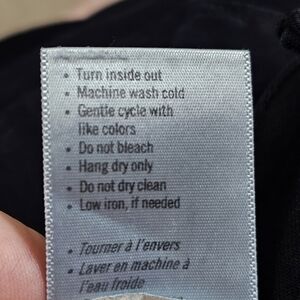 • Turn inside out
• Machine wash cold
• Gentle cycle with
like colors
• Do not bleach
• Hang dry only
• Do not dry clean
• Low iron, if needed
• Tourner à l'envers
• Laver en machine à
l'eau froide